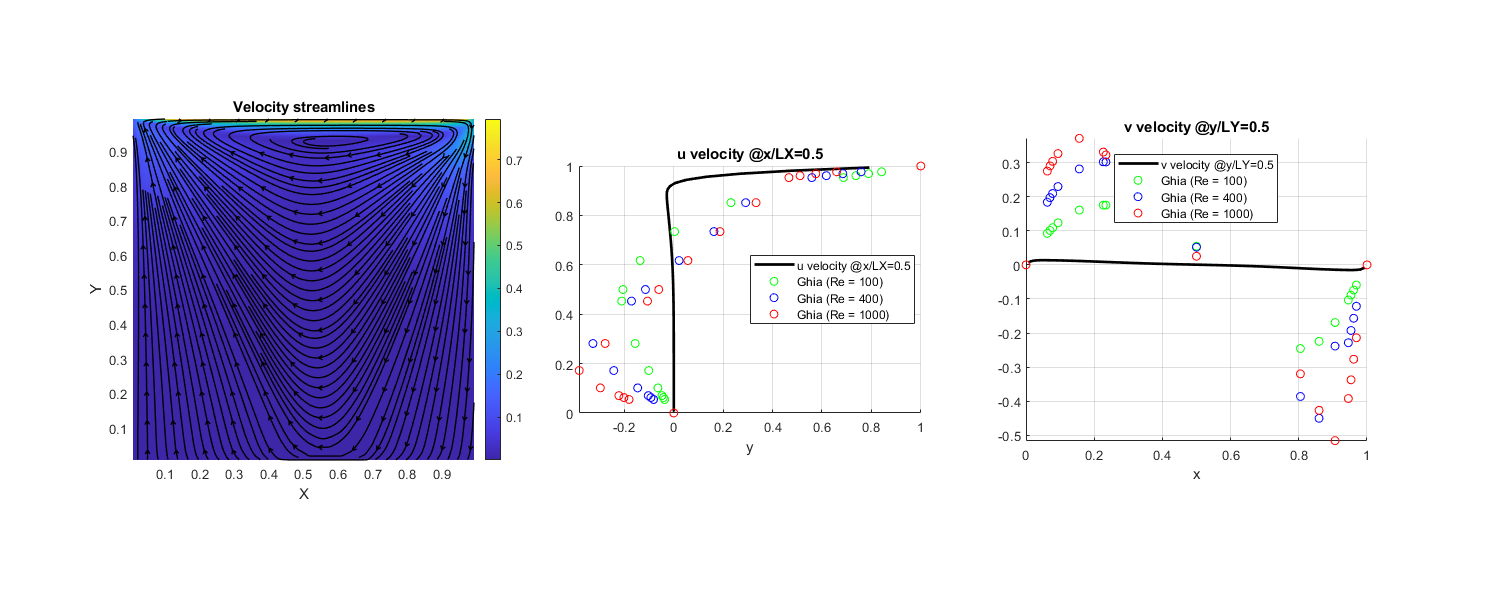 Velocity streamlines
Y
0.9
0.8
0.7
0.6
0.5
0.4
0.3
0.2
0.1
0.1 0.2 0.3 0.4 0.5 0.6 0.7 0.8 0.9
X
0.7
0.6
0.5
0.4
0.3
0.2
0.1
u velocity @x/LX=0.5
1
0.8
0.6
0.4
0.2
0
-0.2 0 0.2 0.4 0.6 0.8 1
y
u velocity @x/LX=0.5
Ghia (Re = 100)
Ghia (Re = 400)
Ghia (Re = 1000)
v velocity @y/LY=0.5
0.3
0.2
0.1
0
-0.1
-0.2
-0.3
-0.4
-0.5
0 0.2 0.4 0.6 0.8 1
x
v velocity @y/LY=0.5
Ghia (Re = 100)
Ghia (Re = 400)
Ghia (Re = 1000)